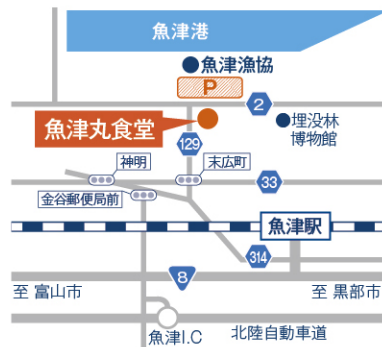 魚津港
魚津漁協
P
2
魚津丸食堂
埋没林
博物館
129
神明
末広町
33
金谷郵便局前
魚津駅
314
8
至 富山市
至 黒部市
魚津I.C
北陸自動車道